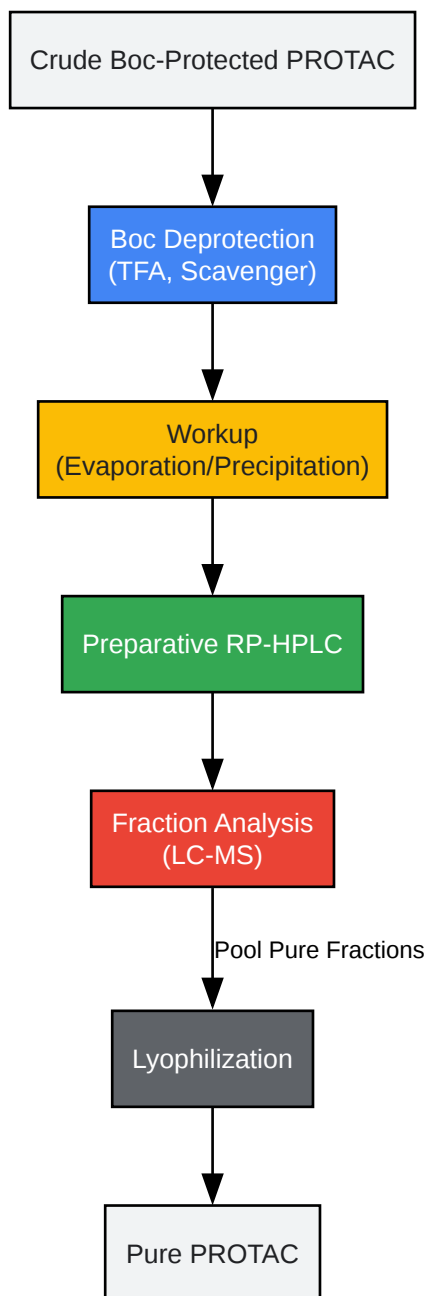 Crude Boc-Protected PROTAC
Boc Deprotection
(TFA, Scavenger)
Workup
(Evaporation/Precipitation)
Preparative RP-HPLC
Fraction Analysis
(LC-MS)
Pool Pure Fractions
Lyophilization
Pure PROTAC